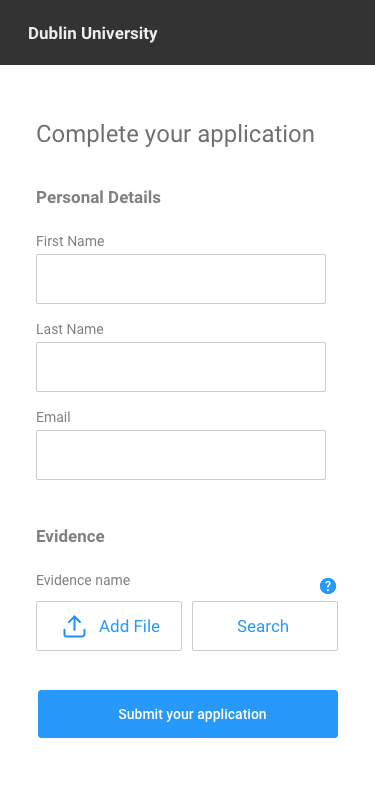 Dublin University
Complete your application
Personal Details
First Name
Last Name
Email
Evidence
Evidence name
?
Add File
Search
Submit your application